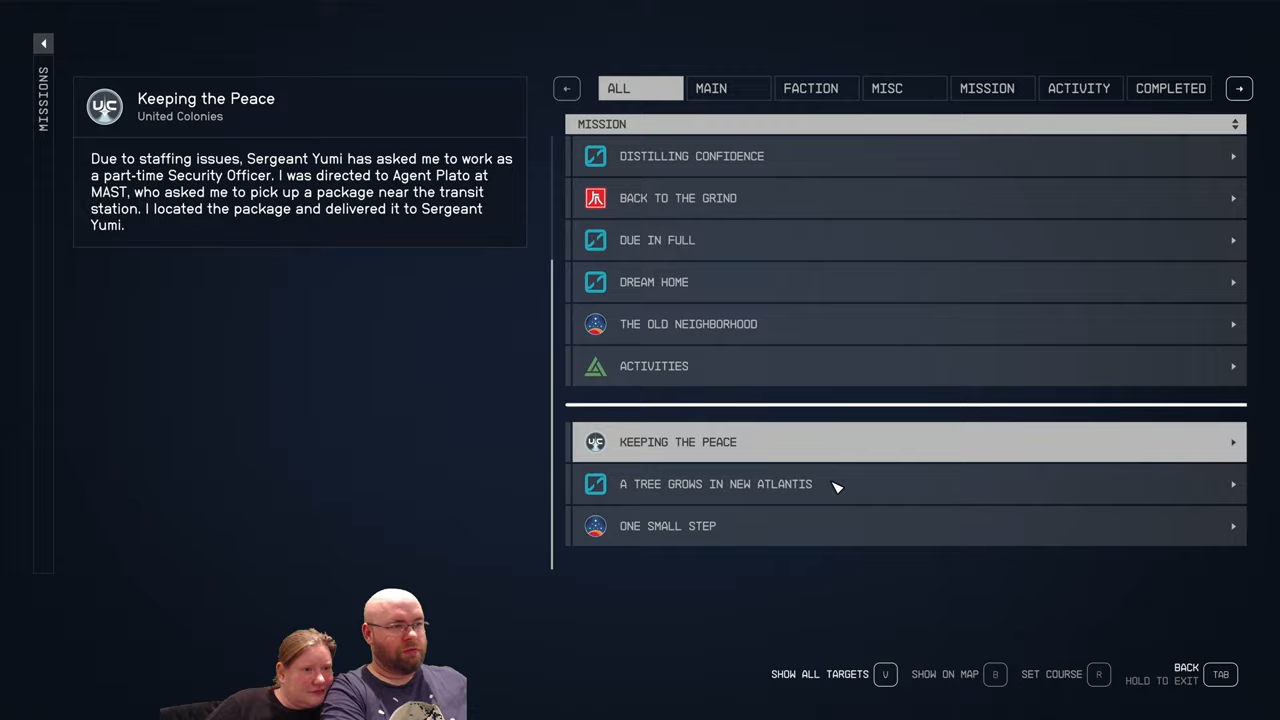 MISSIONS
UC
Keeping the Peace
United Colonies
Due to staffing issues, Sergeant Yumi has asked me to work as
a part-time Security Officer. I was directed to Agent Plato at
MAST, who asked me to pick up a package near the transit
station. I located the package and delivered it to Sergeant
Yumi.
ALL MAIN FACTION MISC MISSION ACTIVITY COMPLETED
MISSION
DISTILLING CONFIDENCE
BACK TO THE GRIND
DUE IN FULL
DREAM HOME
THE OLD NEIGHBORHOOD
ACTIVITIES
UC KEEPING THE PEACE
A TREE GROWS IN NEW ATLANTIS
ONE SMALL STEP
SHOW ALL TARGETS V SHOW ON MAP B SET COURSE R BACK TAB
HOLD TO EXIT